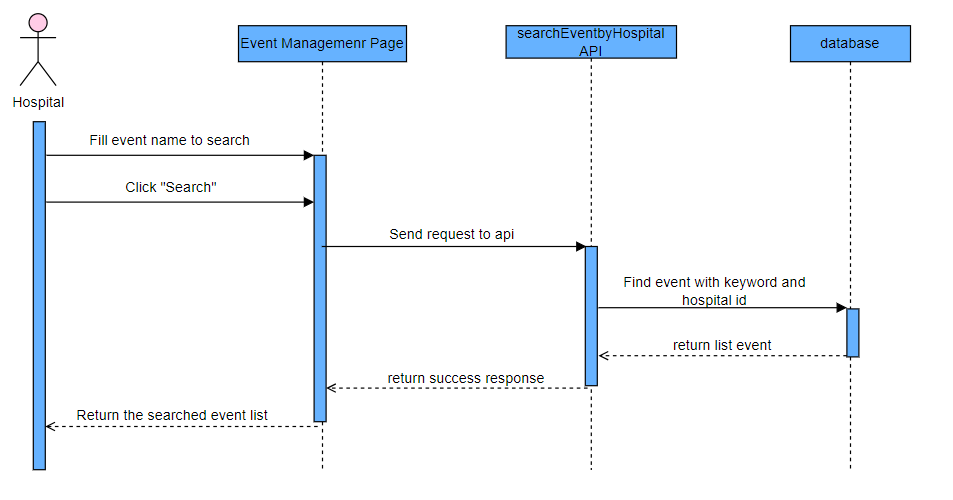 Event Managemenr Page
searchEventbyHospital
API
database
Hospital
Fill event name to search
Click "Search"
Send request to api
Find event with keyword and
hospital id
return list event
return success response
Return the searched event list